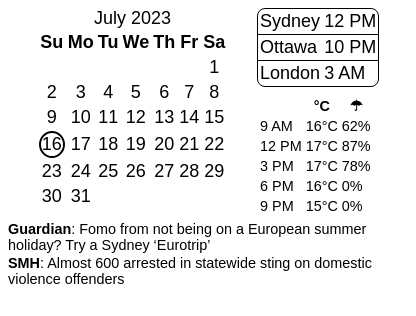 July 2023
Su Mo Tu We Th Fr Sa
1
2 3 4 5 6 7 8
9 10 11 12 13 14 15
16 17 18 19 20 21 22
23 24 25 26 27 28 29
30 31
Sydney 12 PM
Ottawa 10 PM
London 3 AM
°C ☂
9 AM 16°C 62%
12 PM 17°C 87%
3 PM 17°C 78%
6 PM 16°C 0%
9 PM 15°C 0%
Guardian: Fomo from not being on a European summer
holiday? Try a Sydney ‘Eurotrip’
SMH: Almost 600 arrested in statewide sting on domestic
violence offenders